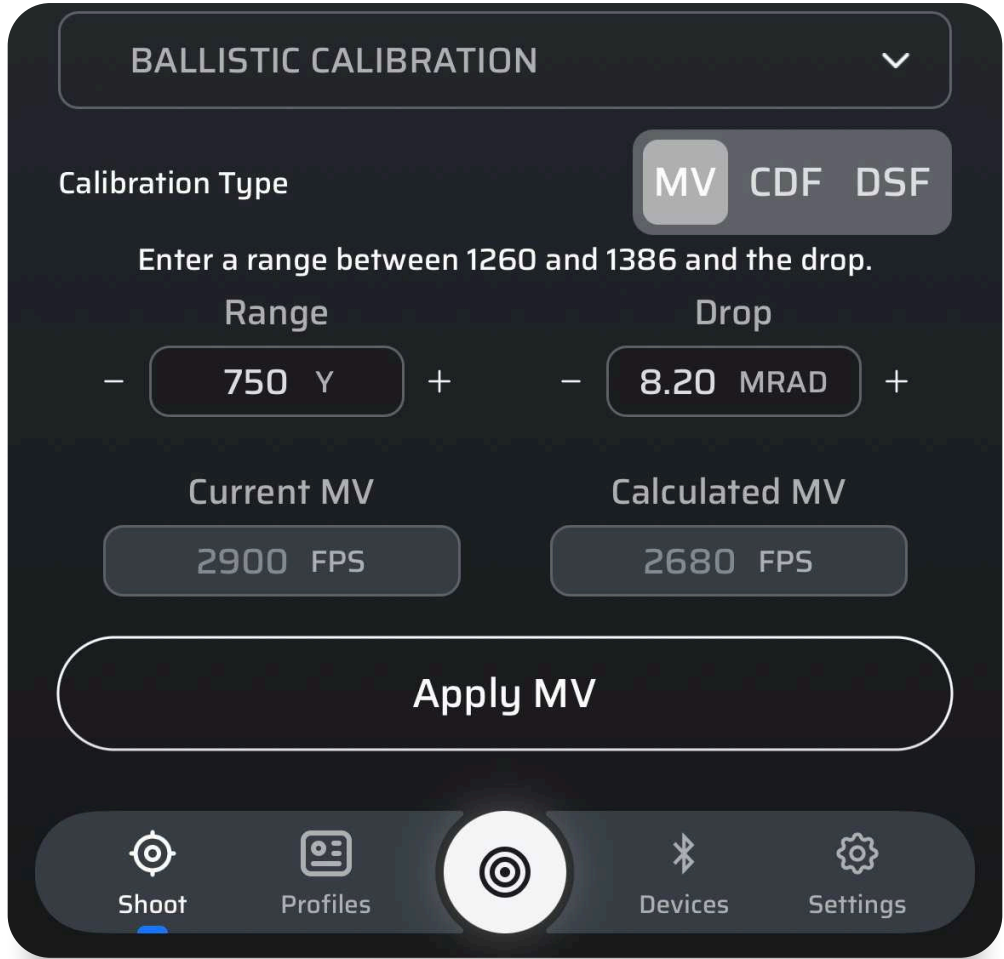 BALLISTIC CALIBRATION
Calibration Type
MV CDF DSF
Enter a range between 1260 and 1386 and the drop.
Range Drop
− 750 Y + − 8.20 MRAD +
Current MV Calculated MV
2900 FPS 2680 FPS
Apply MV
Shoot Profiles Devices Settings